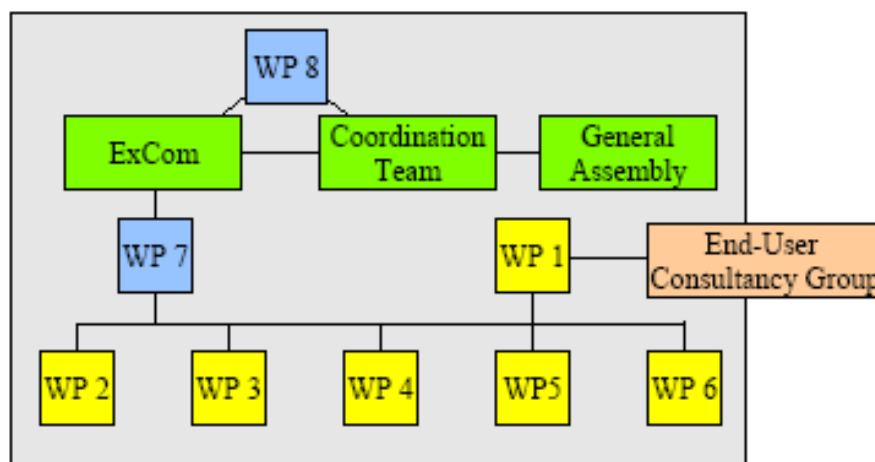 WP 8
ExCom
Coordination
Team
General
Assembly
WP 7
WP 1
End-User
Consultancy Group
WP 2
WP 3
WP 4
WP5
WP 6